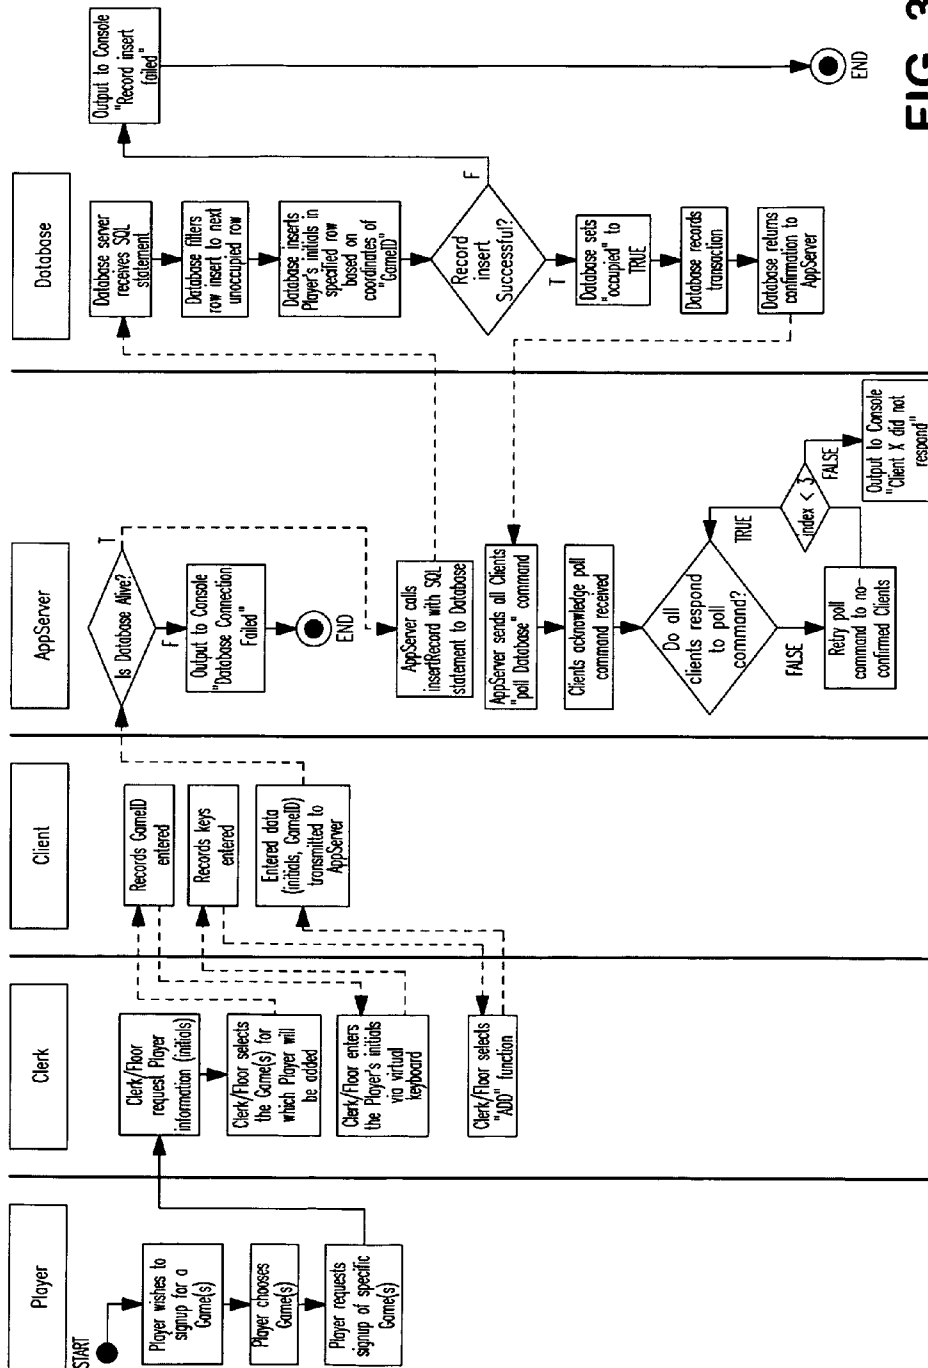 Player
START
Player wishes to
signup for a
Game(s)
Player chooses
Game(s)
Player requests
signup of specific
Game(s)
Clerk
Clerk/Floor
request Player
information (initials)
Clerk/Floor selects
the Game(s) for
which Player will
be added
Clerk/Floor enters
the Player's initials
via virtual
keyboard
Clerk/Floor selects
"ADD" function
Client
Records GameID
entered
Records keys
entered
Entered data
(initials, GameID)
transmitted to
AppServer
AppServer
Is Database Alive?
T
F
Output to Console
"Database Connection
Failed"
END
AppServer calls
insertRecord with SQL
statement to Database
AppServer sends all Clients
"poll Database" command
Clients acknowledge poll
command received
Do all
clients respond
to poll
command?
TRUE
FALSE
Retry poll
command to no-
confirmed Clients
index < 3
FALSE
Output to Console
"Client X did not
respond"
Database
Database server
receives SQL
statement
Database filters
row insert to next
unoccupied row
Database inserts
Player's initials in
specified row
based on
coordinates of
"GameID"
Record
insert
Successful?
F
T
Output to Console
"Record insert
failed"
Database sets
"occupied" to
TRUE
Database records
transaction
Database returns
confirmation to
AppServer
END
FIG. 3